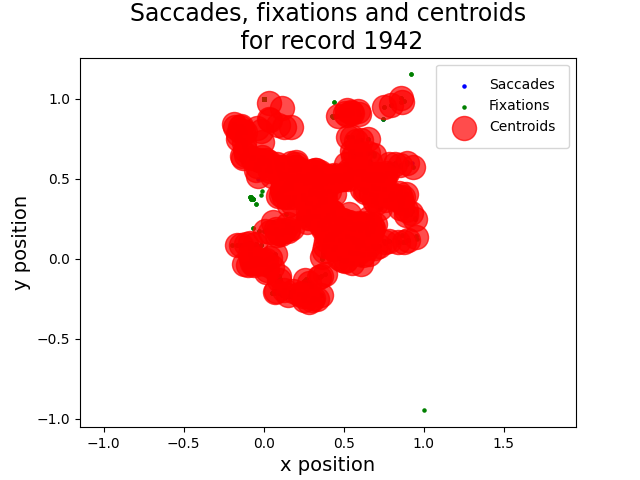 Saccades, fixations and centroids
for record 1942
Saccades
Fixations
Centroids
1.0
0.5
0.0
−0.5
−1.0
y position
−1.0
−0.5
0.0
0.5
1.0
1.5
x position